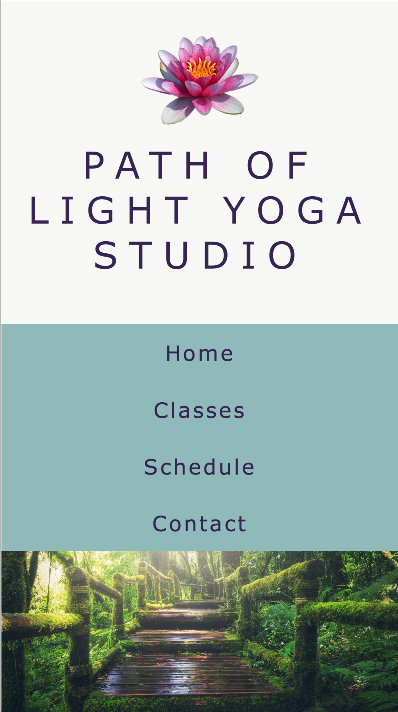 PATH OF
LIGHT YOGA
STUDIO
Home
Classes
Schedule
Contact